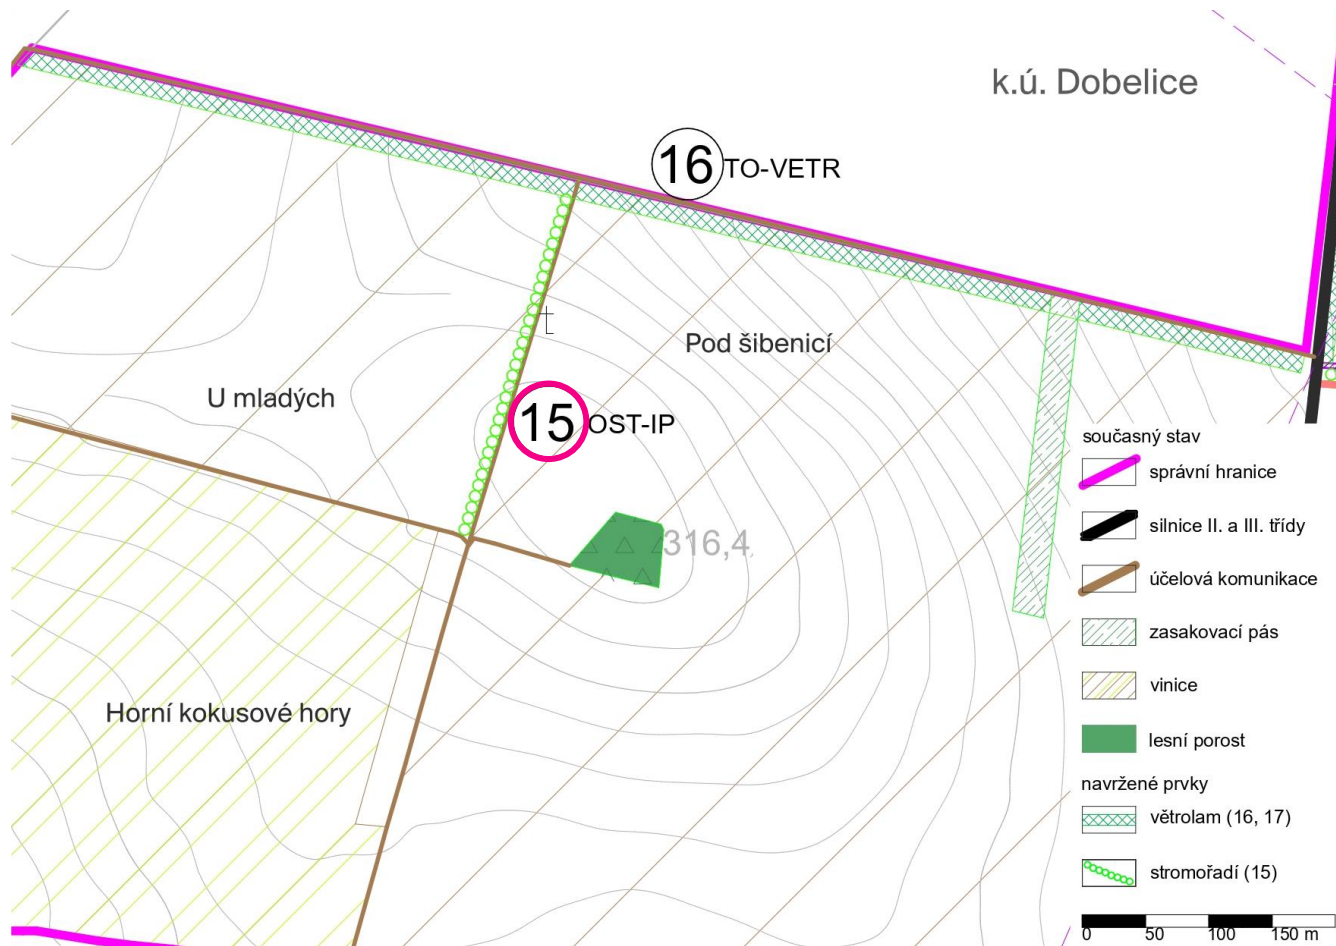 k.ú. Dobelice
16 TO-VETR
Pod šibenicí
U mladých
15 OST-IP
316,4
Horní kokusové hory
současný stav
správní hranice
silnice II. a III. třídy
účelová komunikace
zasakovací pás
vinice
lesní porost
navržené prvky
větrolam (16, 17)
stromořadí (15)
0 50 100 150 m